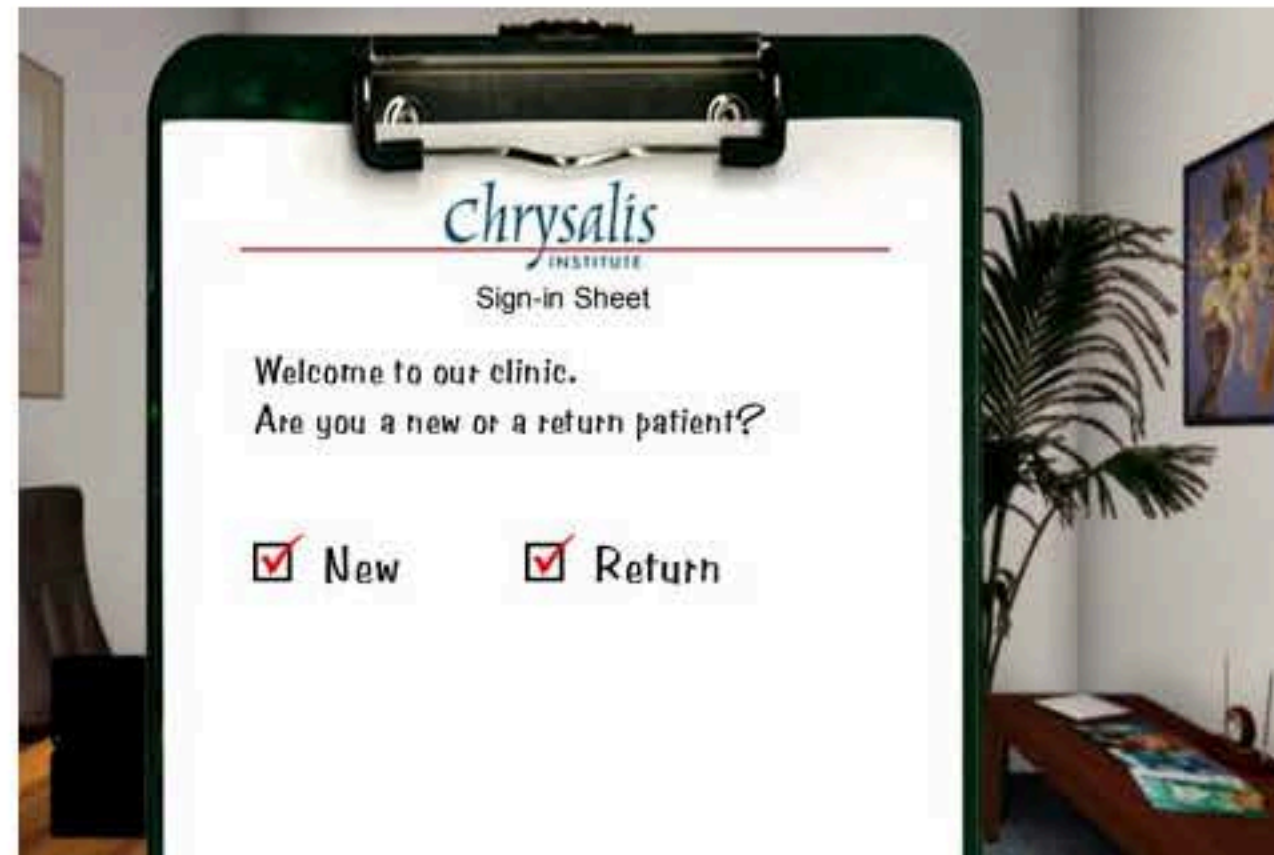 Chrysalis
INSTITUTE
Sign-in Sheet
Welcome to our clinic.
Are you a new or a return patient?
New Return